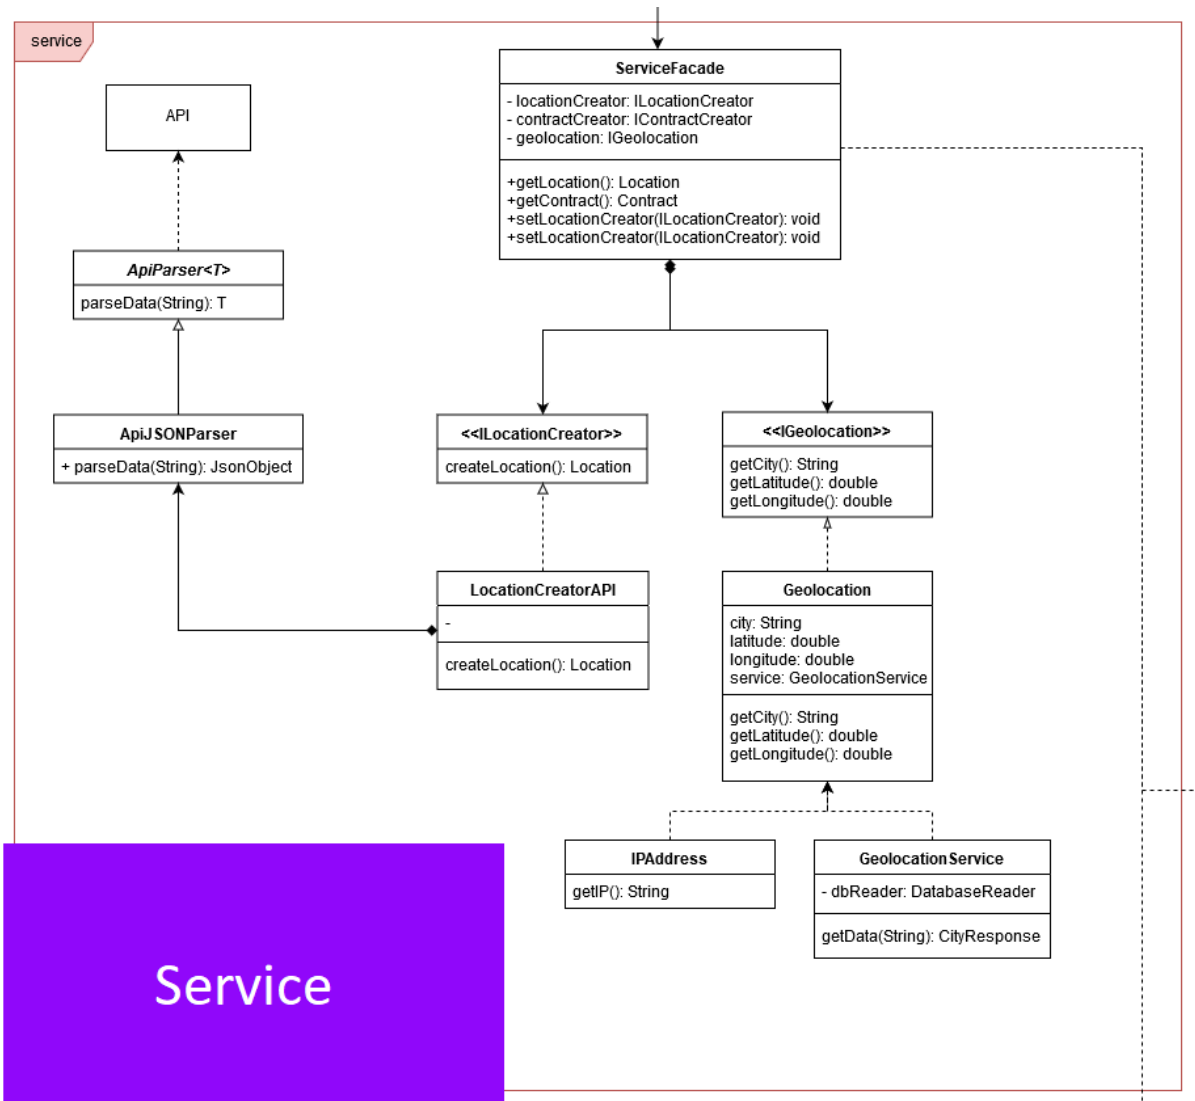 service
API
ApiParser<T>
parseData(String): T
ApiJSONParser
+ parseData(String): JsonObject
ServiceFacade
- locationCreator: ILocationCreator
- contractCreator: IContractCreator
- geolocation: IGeolocation
+getLocation(): Location
+getContract(): Contract
+setLocationCreator(ILocationCreator): void
+setLocationCreator(ILocationCreator): void
<<ILocationCreator>>
createLocation(): Location
<<IGeolocation>>
getCity(): String
getLatitude(): double
getLongitude(): double
LocationCreatorAPI
-
createLocation(): Location
Geolocation
city: String
latitude: double
longitude: double
service: GeolocationService
getCity(): String
getLatitude(): double
getLongitude(): double
IPAddress
getIP(): String
GeolocationService
- dbReader: DatabaseReader
getData(String): CityResponse
Service